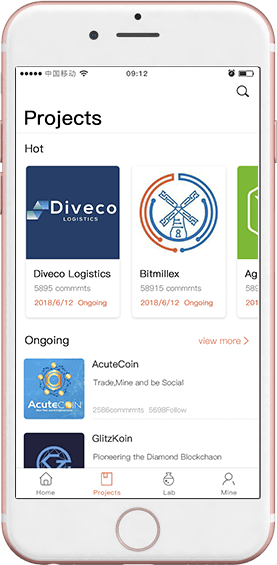 中国移动
09:12
Projects
Hot
Diveco
LOGISTICS
Diveco Logistics
Bitmillex
Ag
5895 commmts
58915 commmts
2018/6/12 Ongoing
2018/6/12 Ongoing
Ongoing
view more >
AcuteCoin
Trade,Mine and be Social
ACUTECOIN
2586commmts 5698Follow
GlitzKoin
Pioneering the Diamond Blockchaon
Home
Projects
Lab
Mine